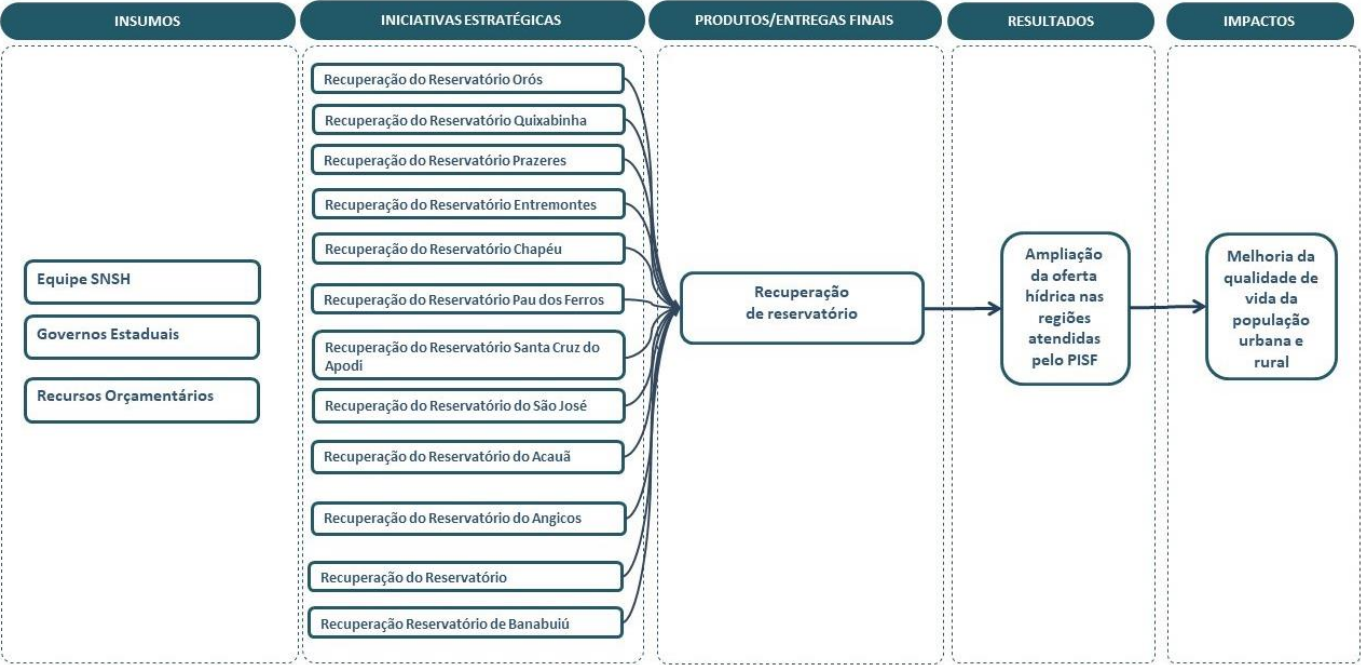 INSUMOS
INICIATIVAS ESTRATÉGICAS
PRODUTOS/ENTREGAS FINAIS
RESULTADOS
IMPACTOS
Equipe SNSH
Governos Estaduais
Recursos Orçamentários
Recuperação do Reservatório Orós
Recuperação do Reservatório Quixabinha
Recuperação do Reservatório Prazeres
Recuperação do Reservatório Entremontes
Recuperação do Reservatório Chapéu
Recuperação do Reservatório Pau dos Ferros
Recuperação do Reservatório Santa Cruz do
Apodi
Recuperação do Reservatório do São José
Recuperação do Reservatório do Acauã
Recuperação do Reservatório do Angicos
Recuperação do Reservatório
Recuperação Reservatório de Banabuiú
Recuperação
de reservatório
Ampliação
da oferta
hídrica nas
regiões
atendidas
pelo PISF
Melhoria da
qualidade de
vida da
população
urbana e
rural